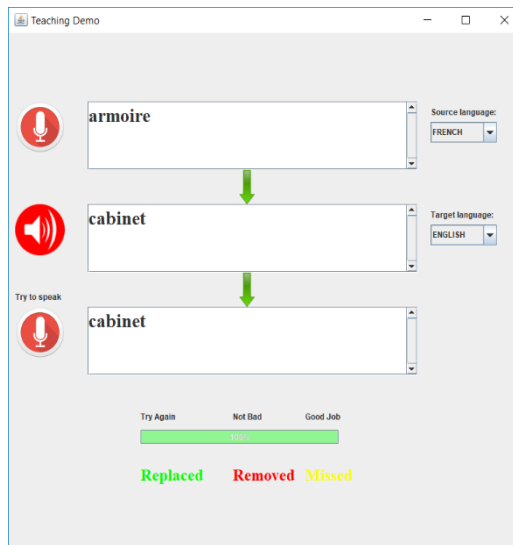 Teaching Demo
armoire
Source language:
FRENCH
cabinet
Target language:
ENGLISH
Try to speak
cabinet
Try Again Not Bad Good Job
100%
Replaced Removed Missed